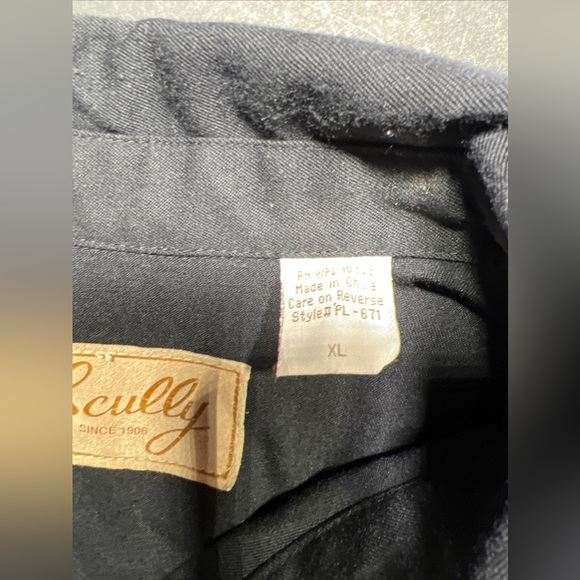 Made in China
Care on Reverse
Style# PL-671
XL
Scully
SINCE 1906